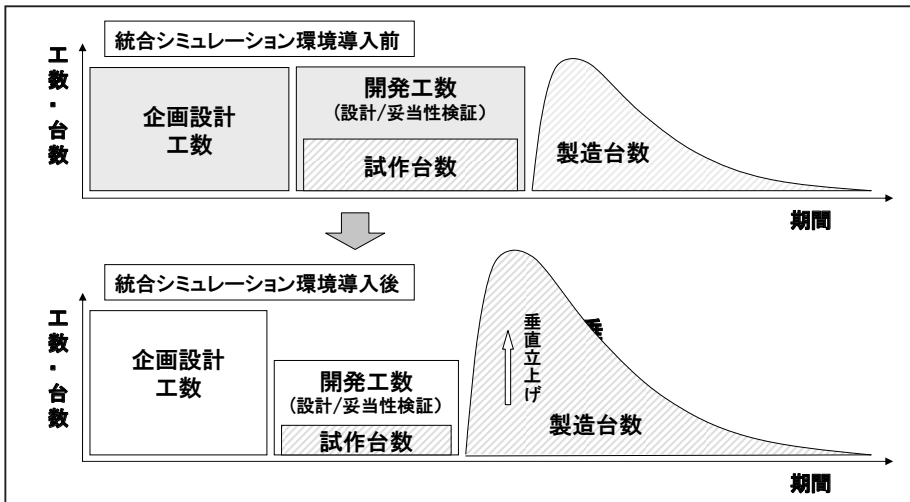 統合シミュレーション環境導入前
工数・台数
企画設計
工数
開発工数
(設計/妥当性検証)
試作台数
製造台数
期間
統合シミュレーション環境導入後
工数・台数
企画設計
工数
開発工数
(設計/妥当性検証)
試作台数
垂直立上げ
垂
製造台数
期間